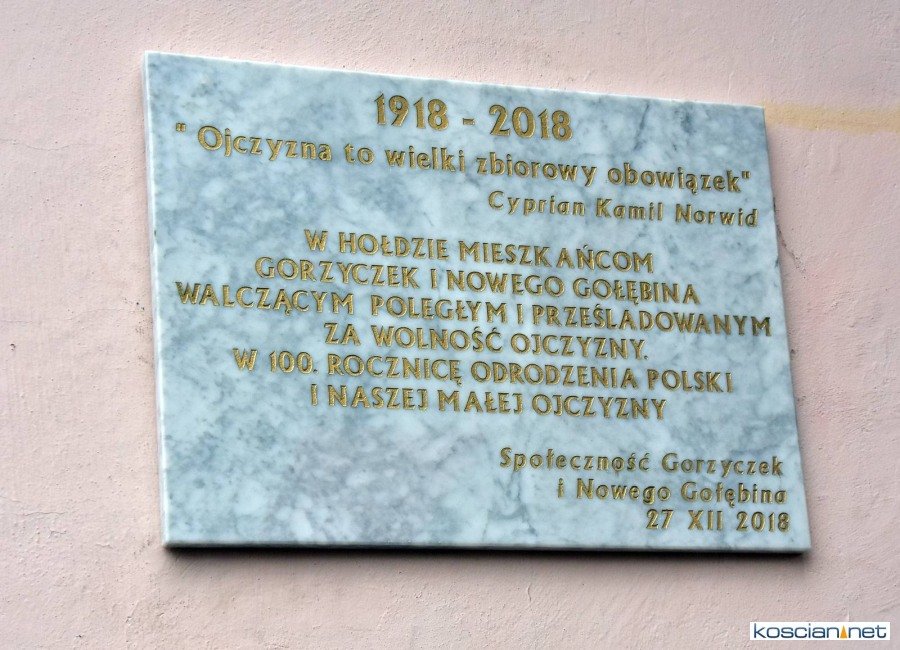 1918 - 2018
" Ojczyzna to wielki zbiorowy obowiązek"
Cyprian Kamil Norwid
W HOŁDZIE MIESZKAŃCOM
GORZYCZEK I NOWEGO GOŁĘBINA
WALCZĄCYM POLEGŁYM I PRZEŚLADOWANYM
ZA WOLNOŚĆ OJCZYZNY.
W 100. ROCZNICĘ ODRODZENIA POLSKI
I NASZEJ MAŁEJ OJCZYZNY
Społeczność Gorzyczek
i Nowego Gołębina
27 XII 2018
koscian.net